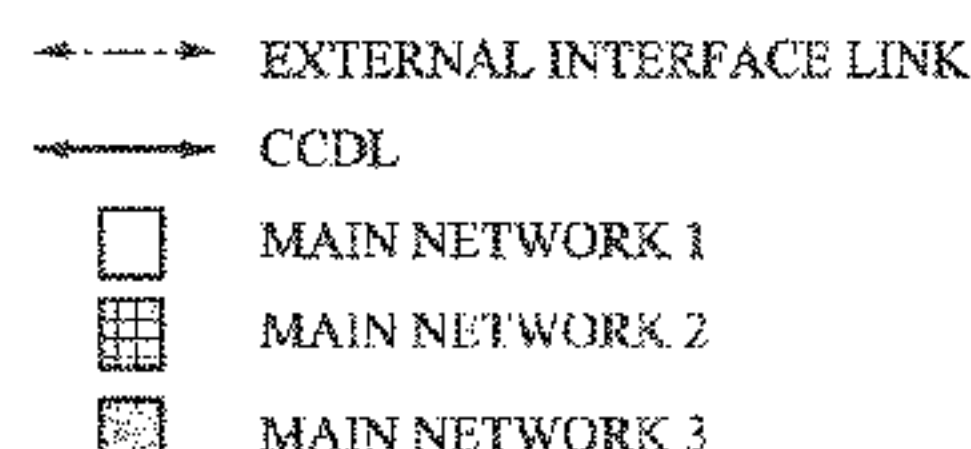 EXTERNAL INTERFACE LINK
CCDL
MAIN NETWORK 1
MAIN NETWORK 2
MAIN NETWORK 3